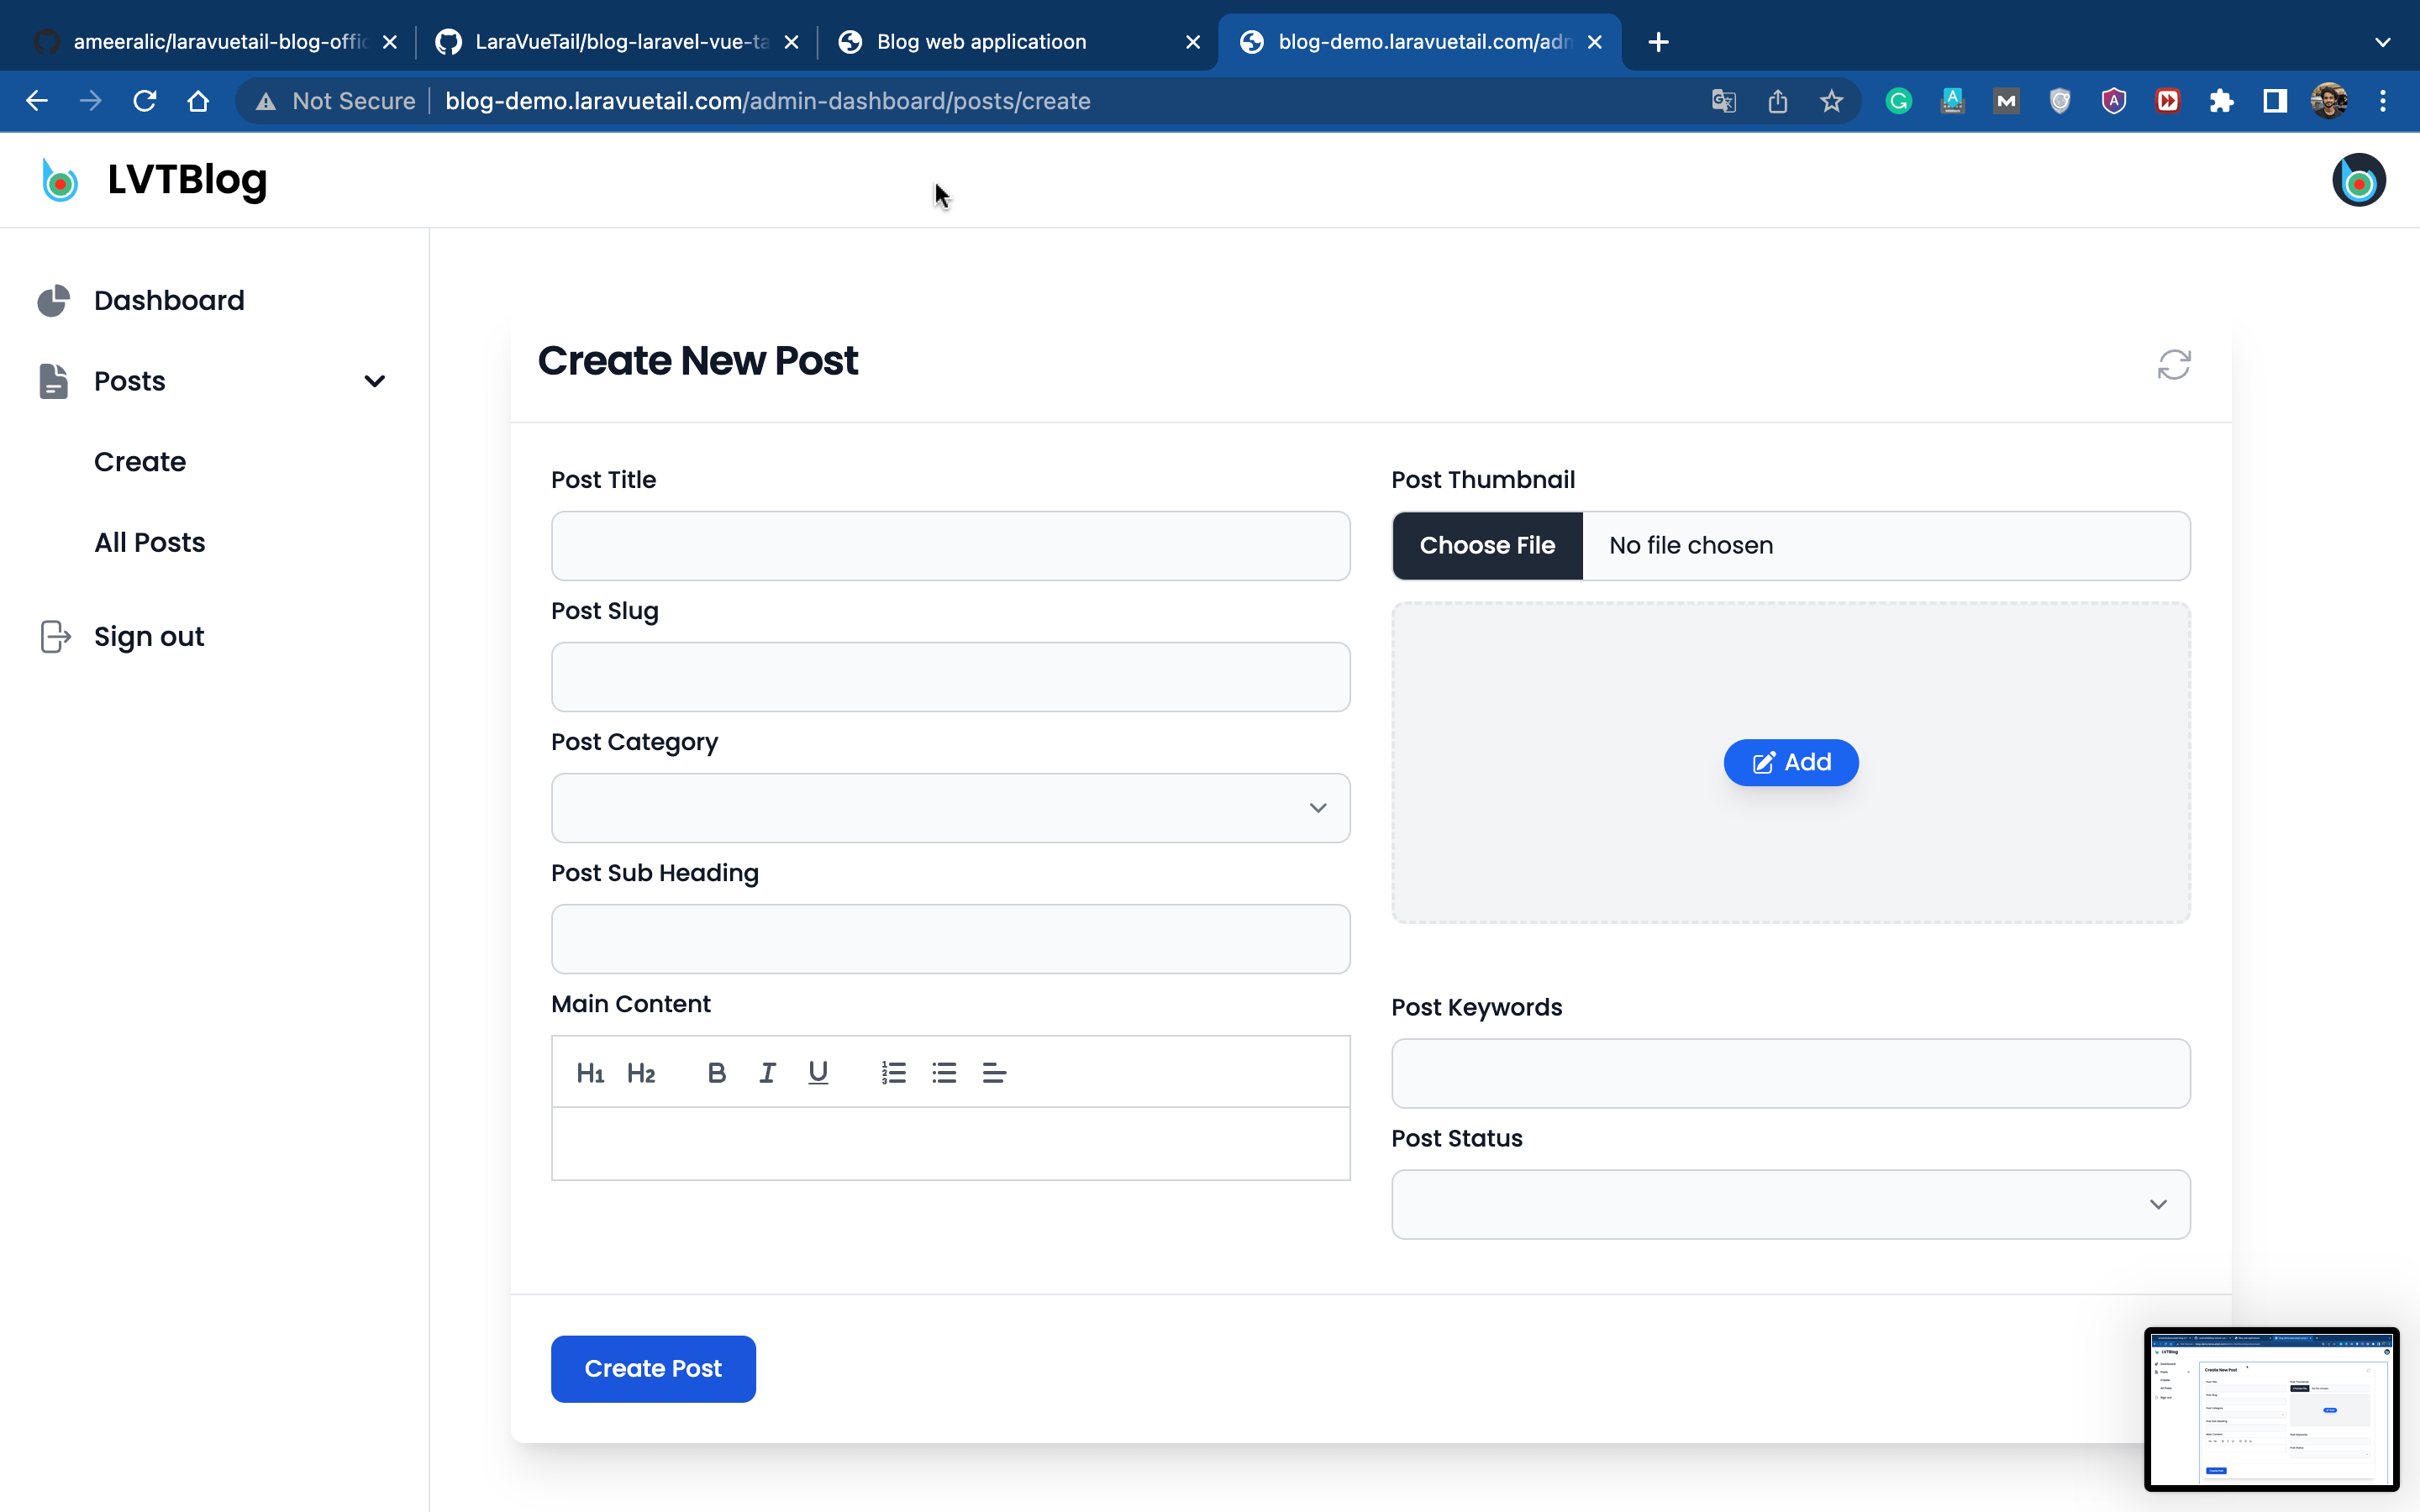 ameeralic/laravuetail-blog-offic
LaraVueTail/blog-laravel-vue-ta
Blog web applicatioon
blog-demo.laravuetail.com/adm
Not Secure
blog-demo.laravuetail.com/admin-dashboard/posts/create
LVTBlog
Dashboard
Posts
Create
All Posts
Sign out
Create New Post
Post Title
Post Slug
Post Category
Post Sub Heading
Main Content
H1 H2 B I U
Post Thumbnail
Choose File No file chosen
Add
Post Keywords
Post Status
Create Post